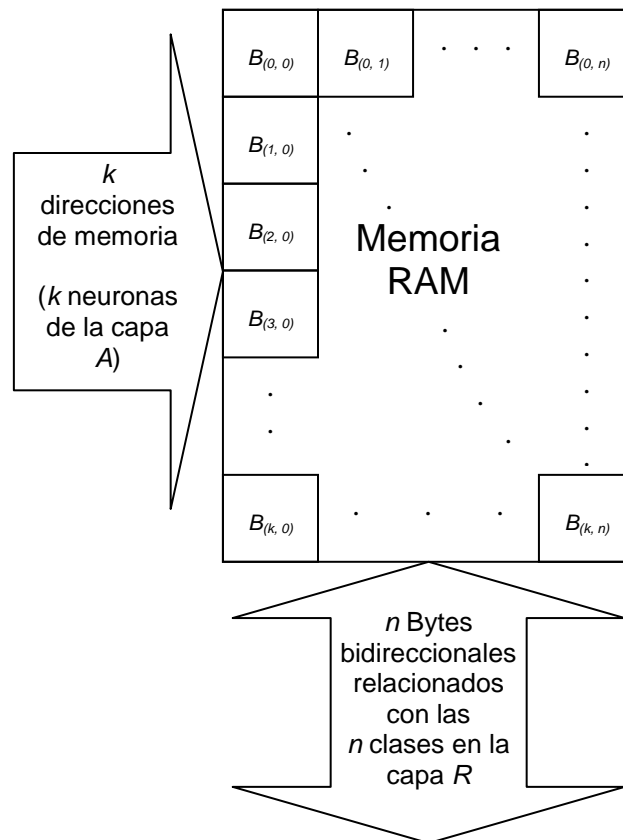 B(0, 0) B(0, 1) . . . B(0, n)
B(1, 0)
B(2, 0)
B(3, 0)
B(k, 0) . . . B(k, n)
k
direcciones
de memoria
(k neuronas
de la capa
A)
Memoria
RAM
n Bytes
bidireccionales
relacionados
con las
n clases en la
capa R